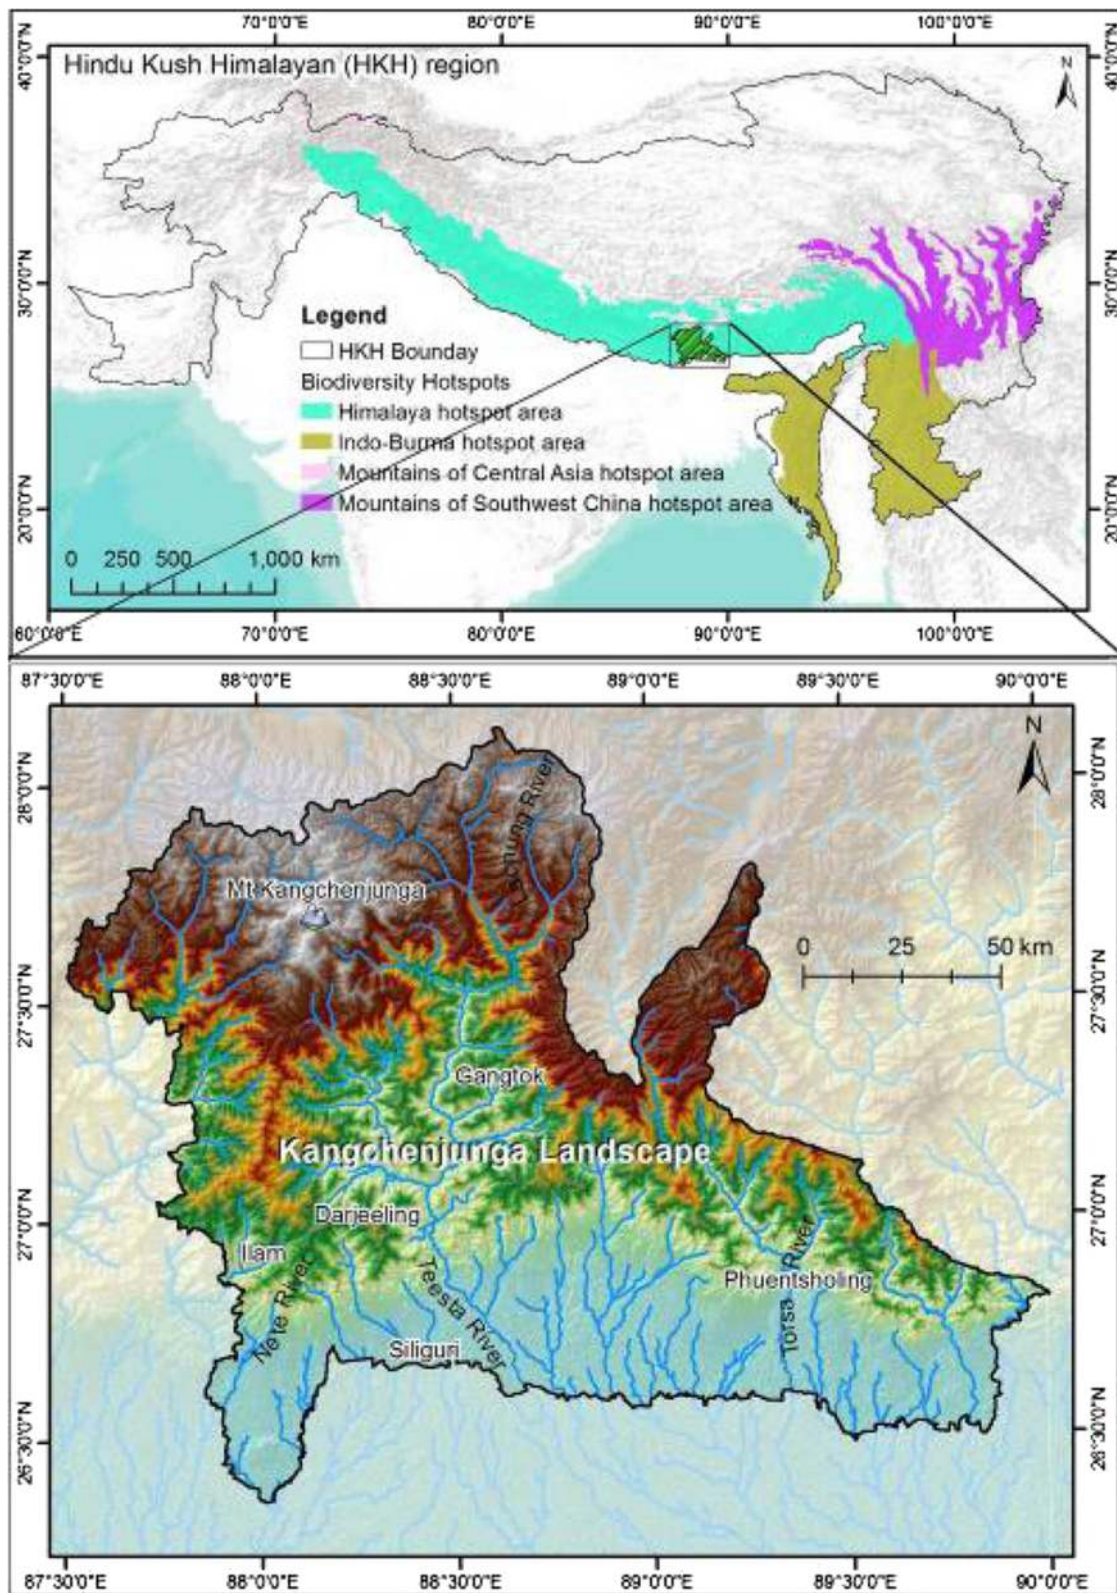 70°0'0"E 80°0'0"E 90°0'0"E 100°0'0"E
40°0'0"N
40°0'0"N
Hindu Kush Himalayan (HKH) region
N
30°0'0"N
30°0'0"N
Legend
HKH Bounday
Biodiversity Hotspots
Himalaya hotspot area
Indo-Burma hotspot area
Mountains of Central Asia hotspot area
Mountains of Southwest China hotspot area
20°0'0"N
20°0'0"N
0 250 500 1,000 km
60°0'0"E 70°0'0"E 80°0'0"E 90°0'0"E 100°0'0"E
87°30'0"E 88°0'0"E 88°30'0"E 89°0'0"E 89°30'0"E 90°0'0"E
N
28°0'0"N
28°0'0"N
Mt Kangchenjunga
0 25 50 km
27°30'0"N
27°30'0"N
Gangtok
Kangchenjunga Landscape
Darjeeling
27°0'0"N
27°0'0"N
Ilam
Phuentsholing
Teesta River
Torsa River
Siliguri
26°30'0"N
26°30'0"N
87°30'0"E 88°0'0"E 88°30'0"E 89°0'0"E 89°30'0"E 90°0'0"E